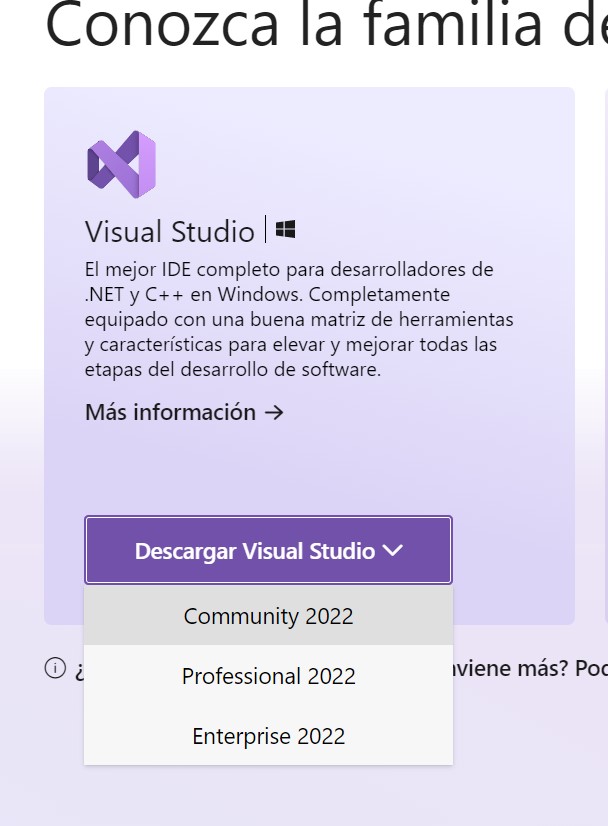 Conozca la familia de
Visual Studio
El mejor IDE completo para desarrolladores de
.NET y C++ en Windows. Completamente
equipado con una buena matriz de herramientas
y características para elevar y mejorar todas las
etapas del desarrollo de software.
Más información →
Descargar Visual Studio
Community 2022
¿ más? Pod
Professional 2022
Enterprise 2022